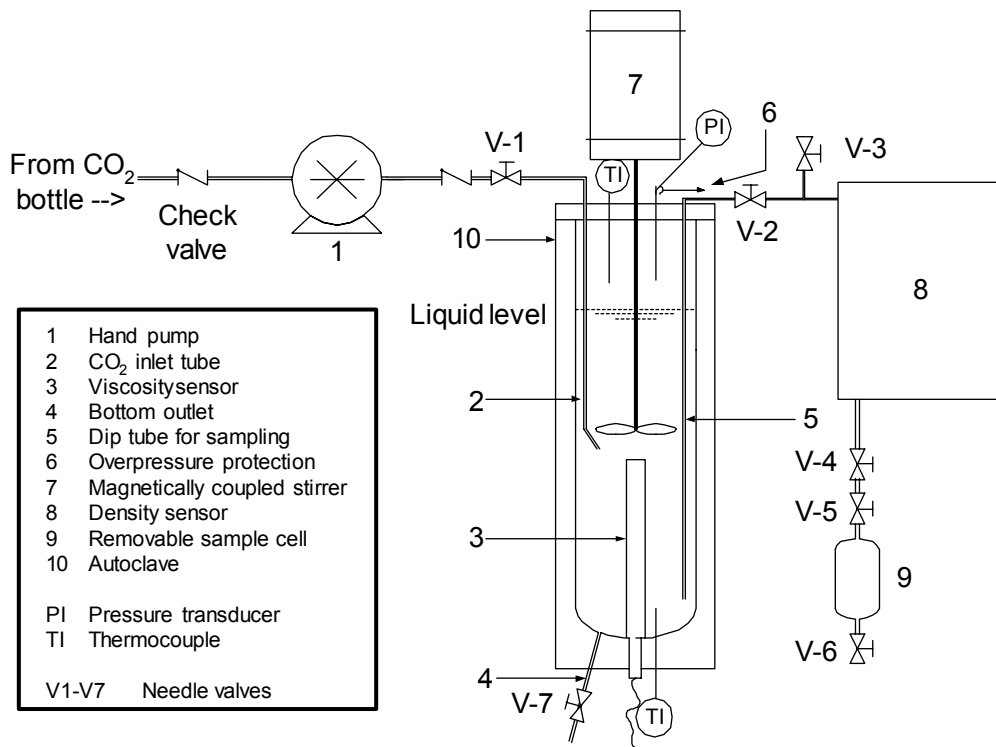 7
6
PI
V-1
V-3
From CO₂
bottle -->
TI
Check
valve
1
V-2
10
8
Liquid level
1 Hand pump
2 CO₂ inlet tube
3 Viscositysensor
4 Bottom outlet
5 Dip tube for sampling
6 Overpressure protection
7 Magnetically coupled stirrer
8 Density sensor
9 Removable sample cell
10 Autoclave
PI Pressure transducer
TI Thermocouple
V1-V7 Needle valves
2
5
V-4
V-5
3
9
V-6
4
V-7
TI